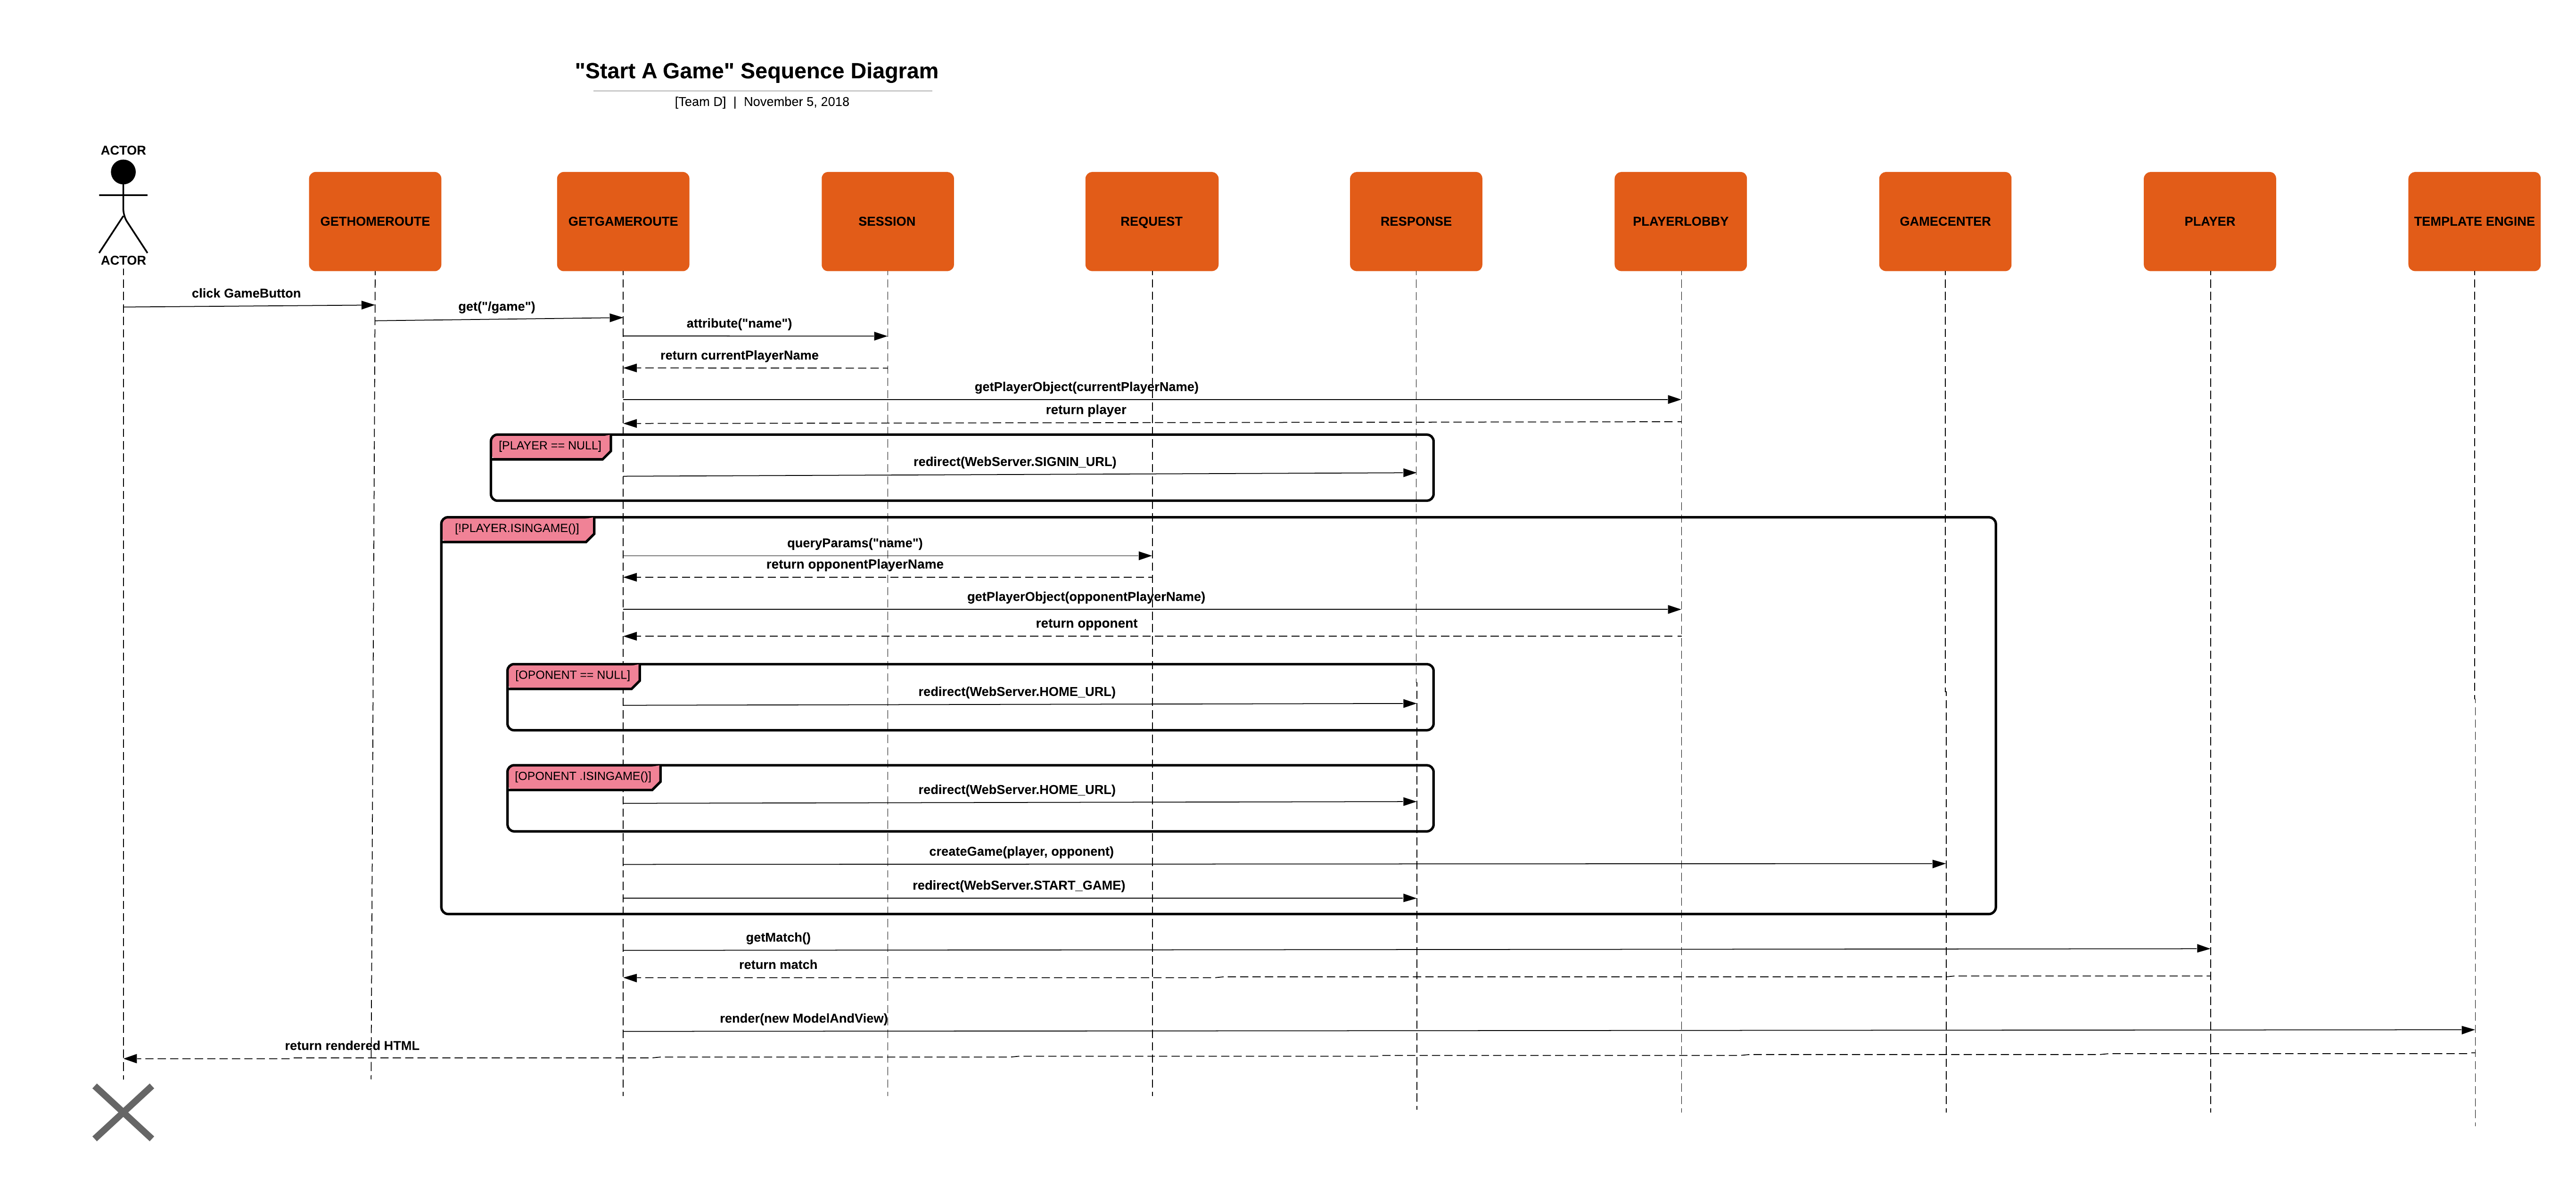 "Start A Game" Sequence Diagram
[Team D]  |  November 5, 2018
ACTOR
ACTOR
GETHOMEROUTE
GETGAMEROUTE
SESSION
REQUEST
RESPONSE
PLAYERLOBBY
GAMECENTER
PLAYER
TEMPLATE ENGINE
click GameButton
get("/game")
attribute("name")
return currentPlayerName
getPlayerObject(currentPlayerName)
return player
[PLAYER == NULL]
redirect(WebServer.SIGNIN_URL)
[!PLAYER.ISINGAME()]
queryParams("name")
return opponentPlayerName
getPlayerObject(opponentPlayerName)
return opponent
[OPONENT == NULL]
redirect(WebServer.HOME_URL)
[OPONENT .ISINGAME()]
redirect(WebServer.HOME_URL)
createGame(player, opponent)
redirect(WebServer.START_GAME)
getMatch()
return match
render(new ModelAndView)
return rendered HTML